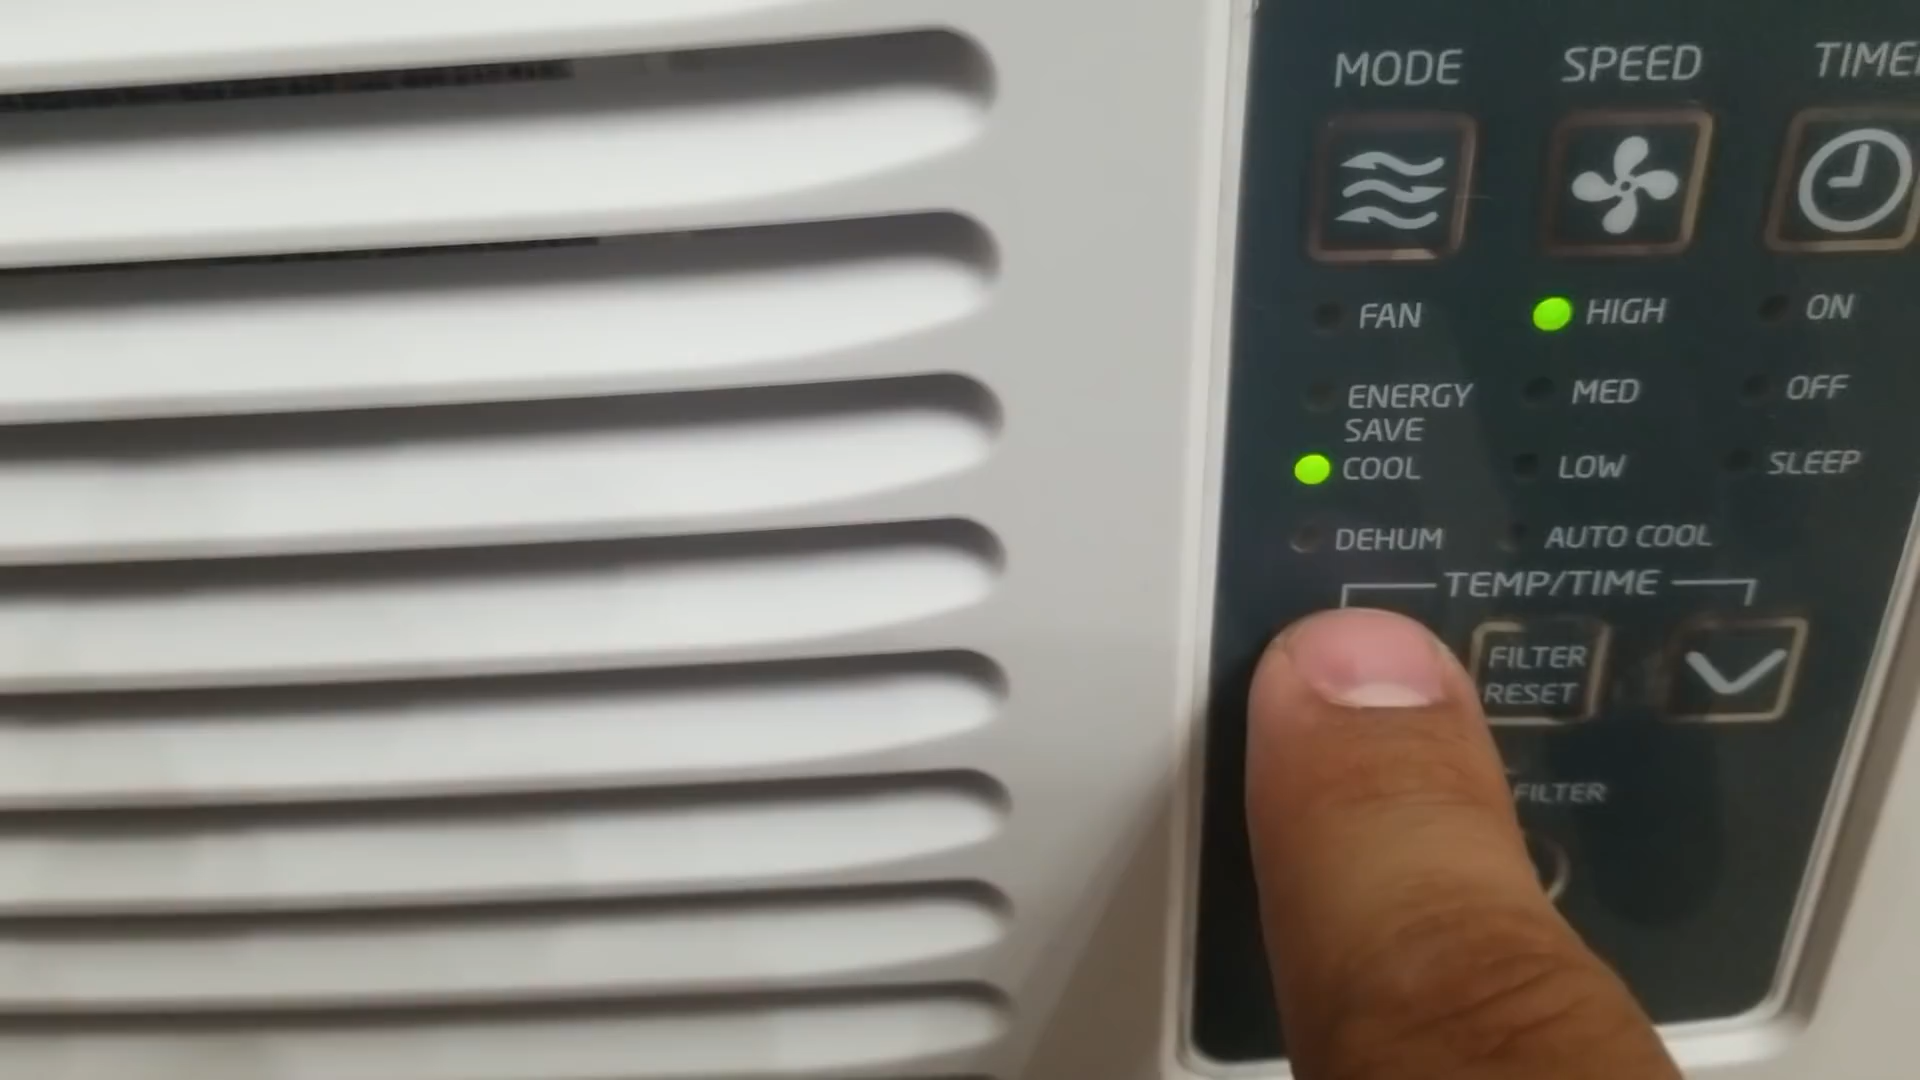 MODE SPEED TIME
FAN HIGH ON
ENERGY MED OFF
SAVE
COOL LOW SLEEP
DEHUM AUTO COOL
TEMP/TIME
FILTER
RESET
FILTER